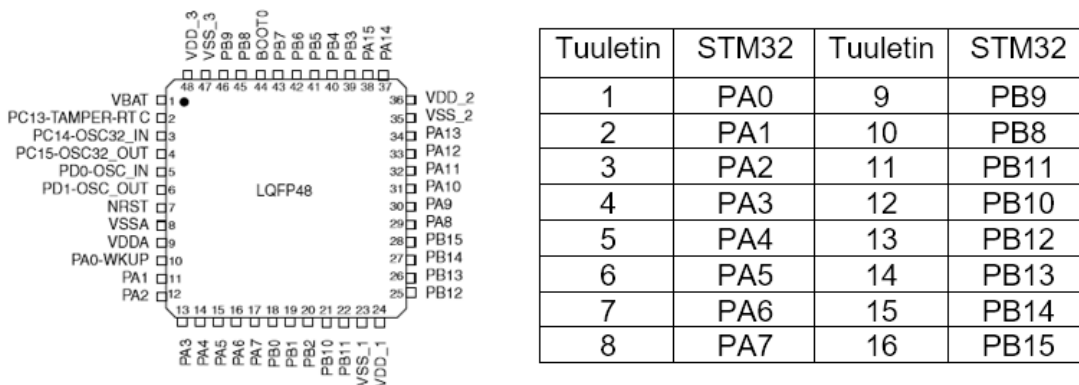 VDD_3
VSS_3
PB9
PB8
BOOT0
PB7
PB6
PB5
PB4
PB3
PA15
PA14
48 47 46 45 44 43 42 41 40 39 38 37
VBAT 1
PC13-TAMPER-RTC 2
PC14-OSC32_IN 3
PC15-OSC32_OUT 4
PD0-OSC_IN 5
PD1-OSC_OUT 6
NRST 7
VSSA 8
VDDA 9
PA0-WKUP 10
PA1 11
PA2 12
LQFP48
36 VDD_2
35 VSS_2
34 PA13
33 PA12
32 PA11
31 PA10
30 PA9
29 PA8
28 PB15
27 PB14
26 PB13
25 PB12
13 14 15 16 17 18 19 20 21 22 23 24
PA3
PA4
PA5
PA6
PA7
PB0
PB1
PB2
PB10
PB11
VSS_1
VDD_1
Tuuletin STM32 Tuuletin STM32
1 PA0 9 PB9
2 PA1 10 PB8
3 PA2 11 PB11
4 PA3 12 PB10
5 PA4 13 PB12
6 PA5 14 PB13
7 PA6 15 PB14
8 PA7 16 PB15